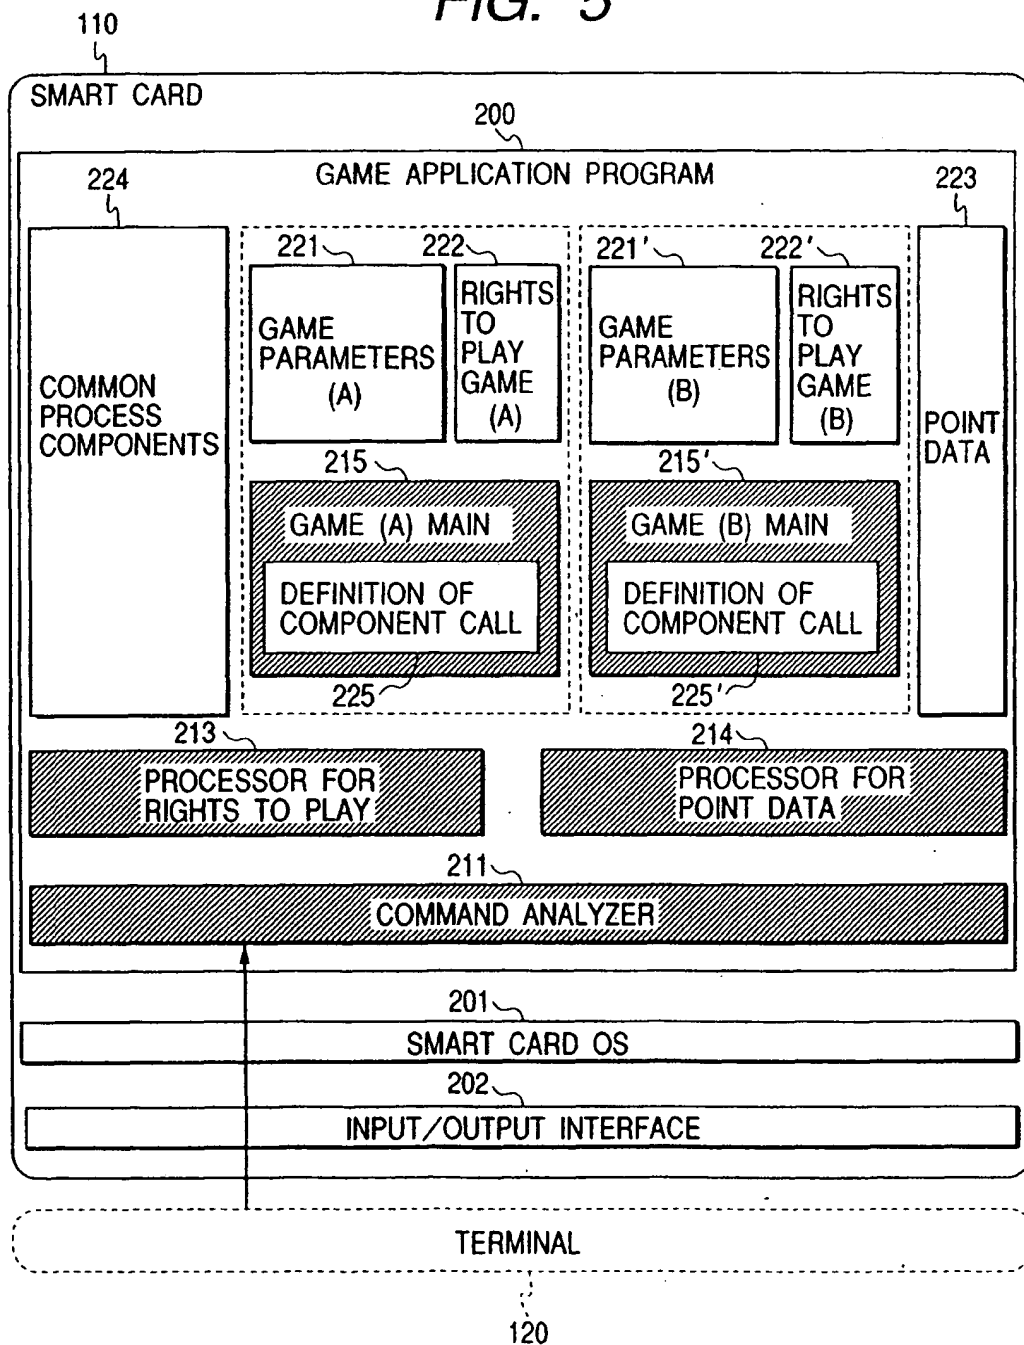 FIG. 5
110
SMART CARD
200
GAME APPLICATION PROGRAM
224
223
221
222
221'
222'
COMMON
PROCESS
COMPONENTS
GAME
PARAMETERS
(A)
RIGHTS
TO
PLAY
GAME
(A)
GAME
PARAMETERS
(B)
RIGHTS
TO
PLAY
GAME
(B)
POINT
DATA
215
GAME (A) MAIN
DEFINITION OF
COMPONENT CALL
225
215'
GAME (B) MAIN
DEFINITION OF
COMPONENT CALL
225'
213
PROCESSOR FOR
RIGHTS TO PLAY
214
PROCESSOR FOR
POINT DATA
211
COMMAND ANALYZER
201
SMART CARD OS
202
INPUT/OUTPUT INTERFACE
TERMINAL
120